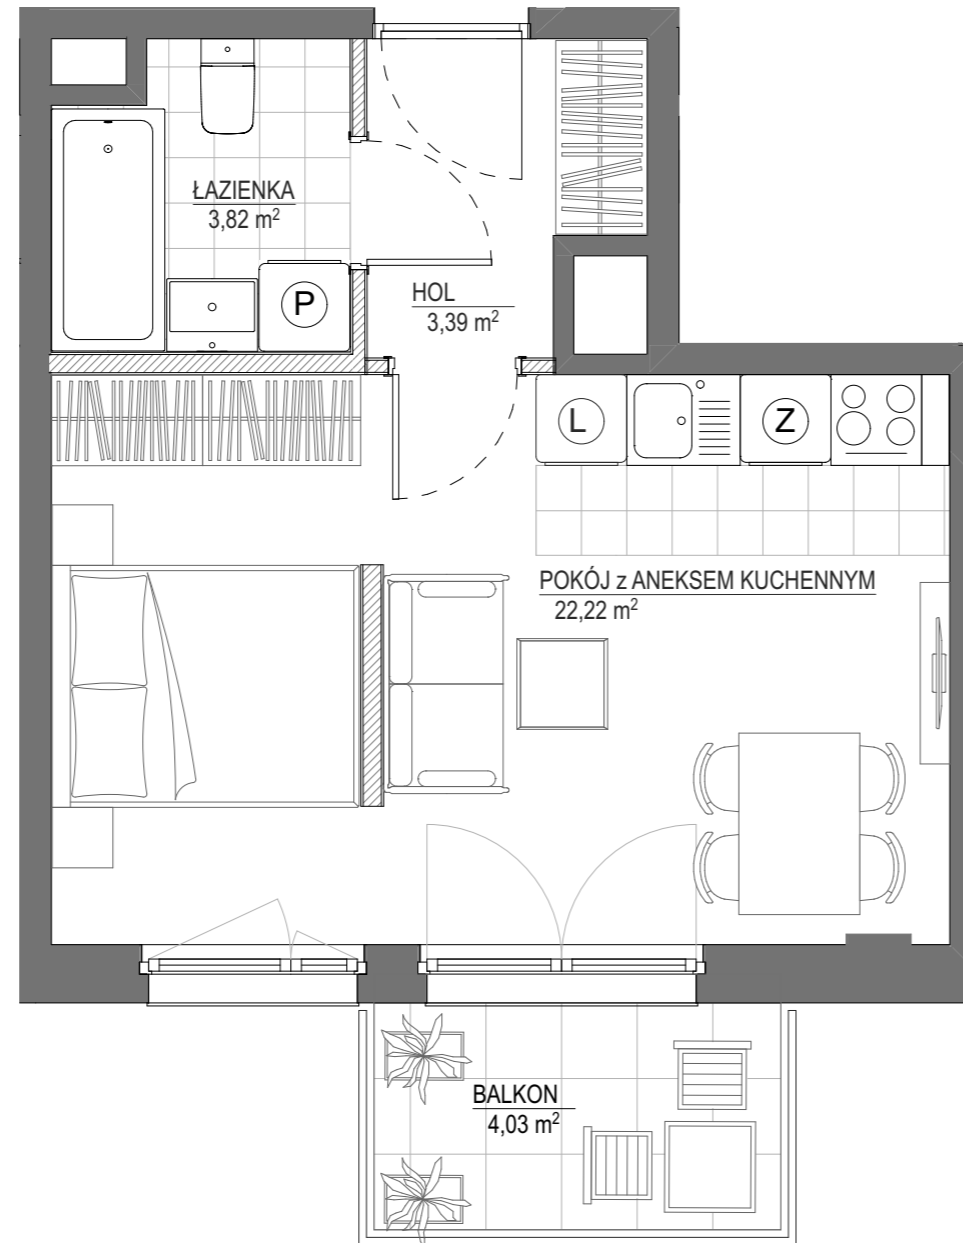 ŁAZIENKA
3,82 m²
P
HOL
3,39 m²
L
Z
POKÓJ z ANEKSEM KUCHENNYM
22,22 m²
BALKON
4,03 m²